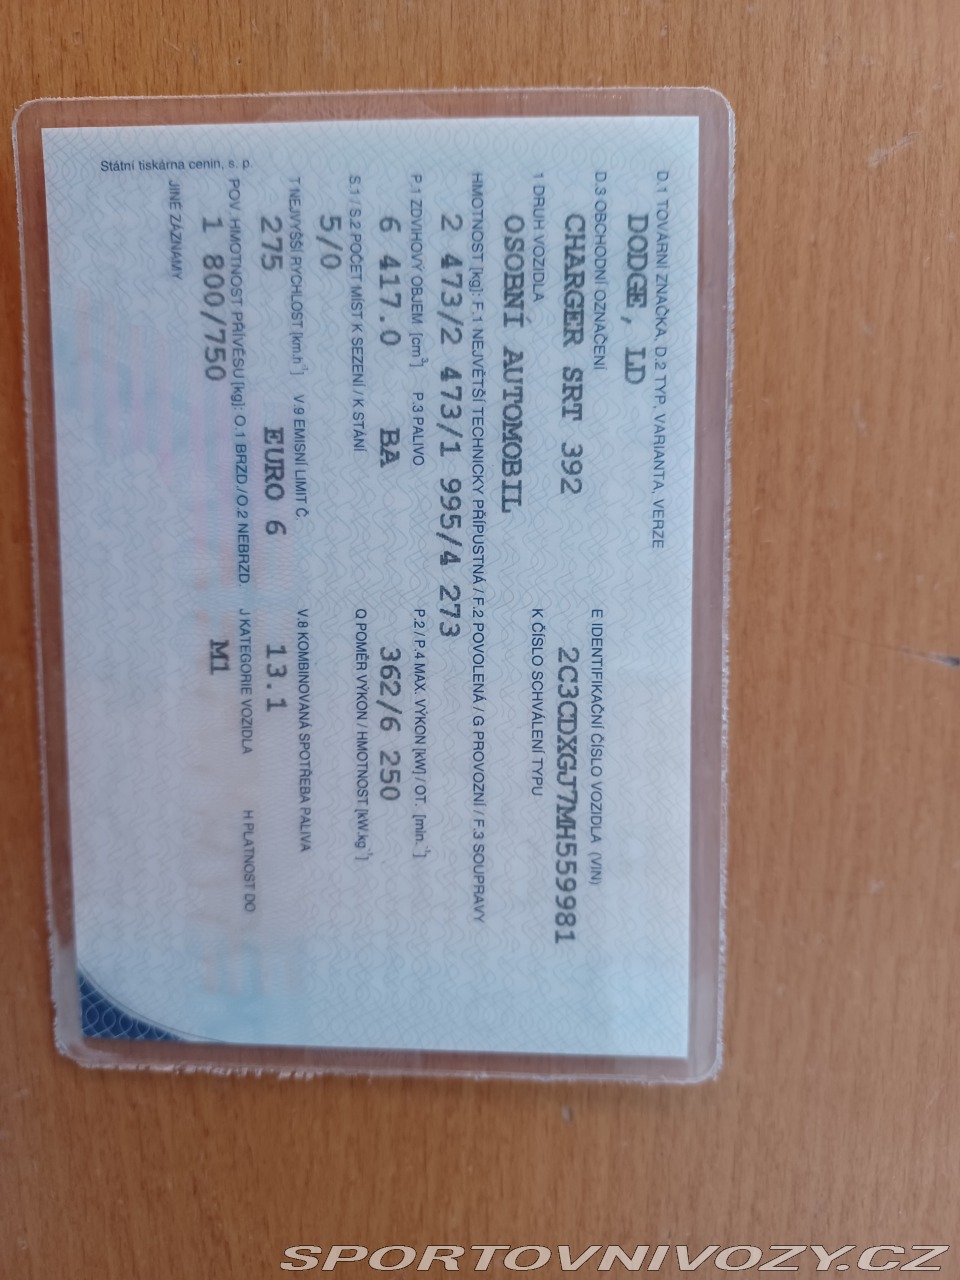 D.1 TOVÁRNÍ ZNAČKA, D.2 TYP, VARIANTA, VERZE
DODGE, LD
D.3 OBCHODNÍ OZNAČENÍ E IDENTIFIKAČNÍ ČÍSLO VOZIDLA (VIN)
CHARGER SRT 392 2C3CDXGJ7MH559981
1 DRUH VOZIDLA K ČÍSLO SCHVÁLENÍ TYPU
OSOBNÍ AUTOMOBIL
HMOTNOST [kg]: F.1 NEJVĚTŠÍ TECHNICKY PŘÍPUSTNÁ / F.2 POVOLENÁ / G PROVOZNÍ / F.3 SOUPRAVY
2 473/2 473/1 995/4 273
P.1 ZDVIHOVÝ OBJEM [cm³] P.3 PALIVO P.2 / P.4 MAX. VÝKON [kW] / OT. [min.⁻¹]
6 417.0 BA 362/6 250
S.1 / S.2 POČET MÍST K SEZENÍ / K STÁNÍ Q POMĚR VÝKON / HMOTNOST [kW.kg⁻¹]
5/0
T NEJVYŠŠÍ RYCHLOST [km.h⁻¹] V.9 EMISNÍ LIMIT Č. V.8 KOMBINOVANÁ SPOTŘEBA PALIVA
275 EURO 6 13.1
POV HMOTNOST PŘÍVĚSU [kg]: O.1 BRZD./O.2 NEBRZD. J KATEGORIE VOZIDLA H PLATNOST DO
1 800/750 M1
JINÉ ZÁZNAMY
Státní tiskárna cenin, s. p.
SPORTOVNIVOZY.CZ